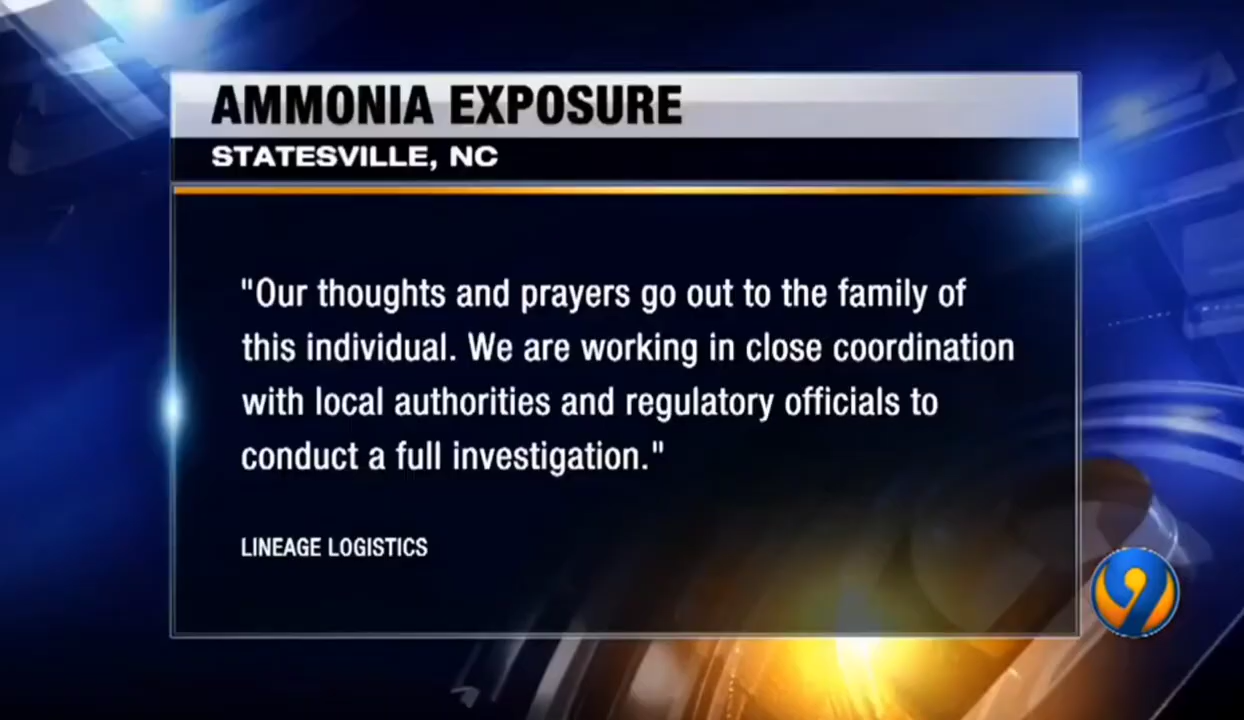 AMMONIA EXPOSURE
STATESVILLE, NC
"Our thoughts and prayers go out to the family of
this individual. We are working in close coordination
with local authorities and regulatory officials to
conduct a full investigation."
LINEAGE LOGISTICS
9